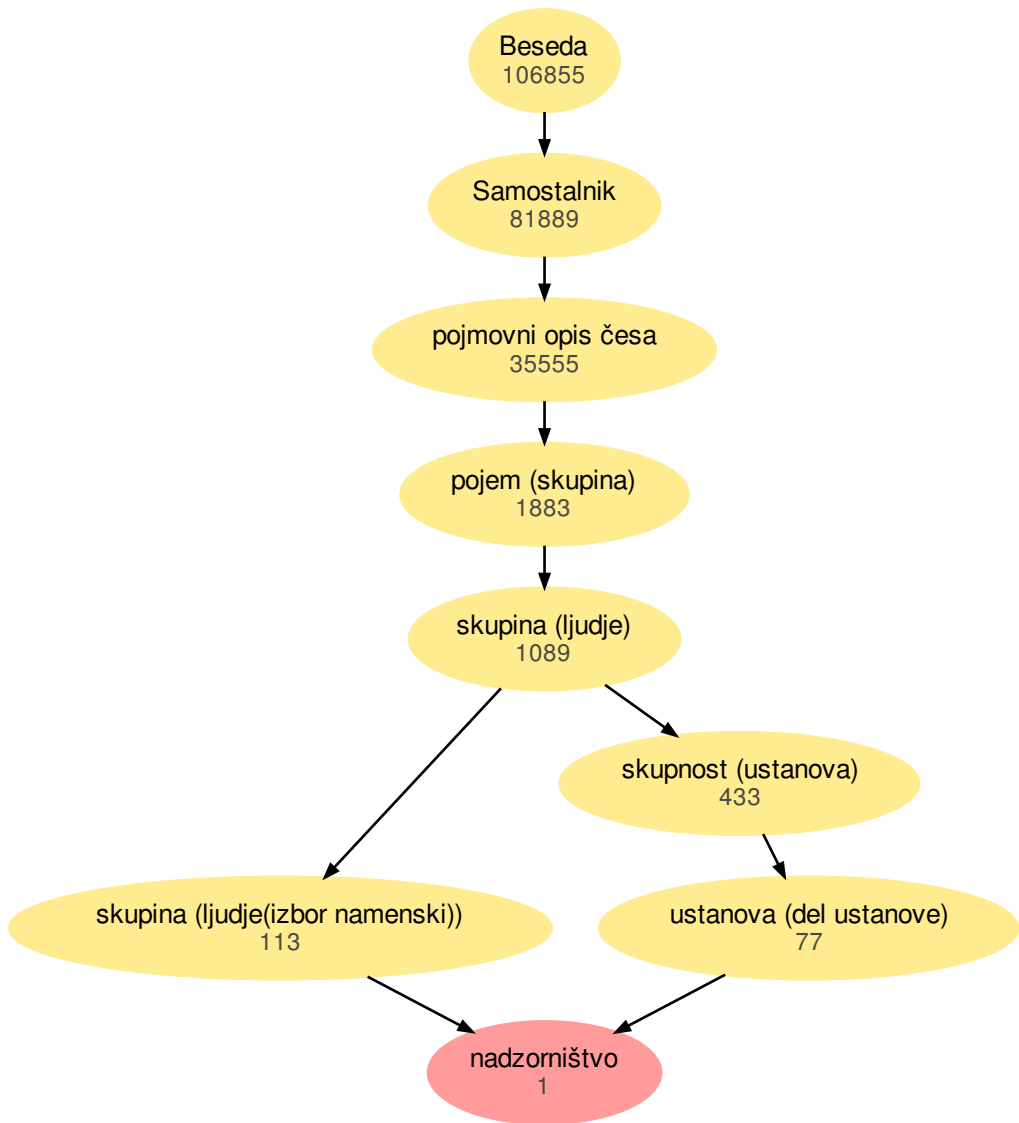 Beseda
106855
Samostalnik
81889
pojmovni opis česa
35555
pojem (skupina)
1883
skupina (ljudje)
1089
skupnost (ustanova)
433
skupina (ljudje(izbor namenski))
113
ustanova (del ustanove)
77
nadzorništvo
1